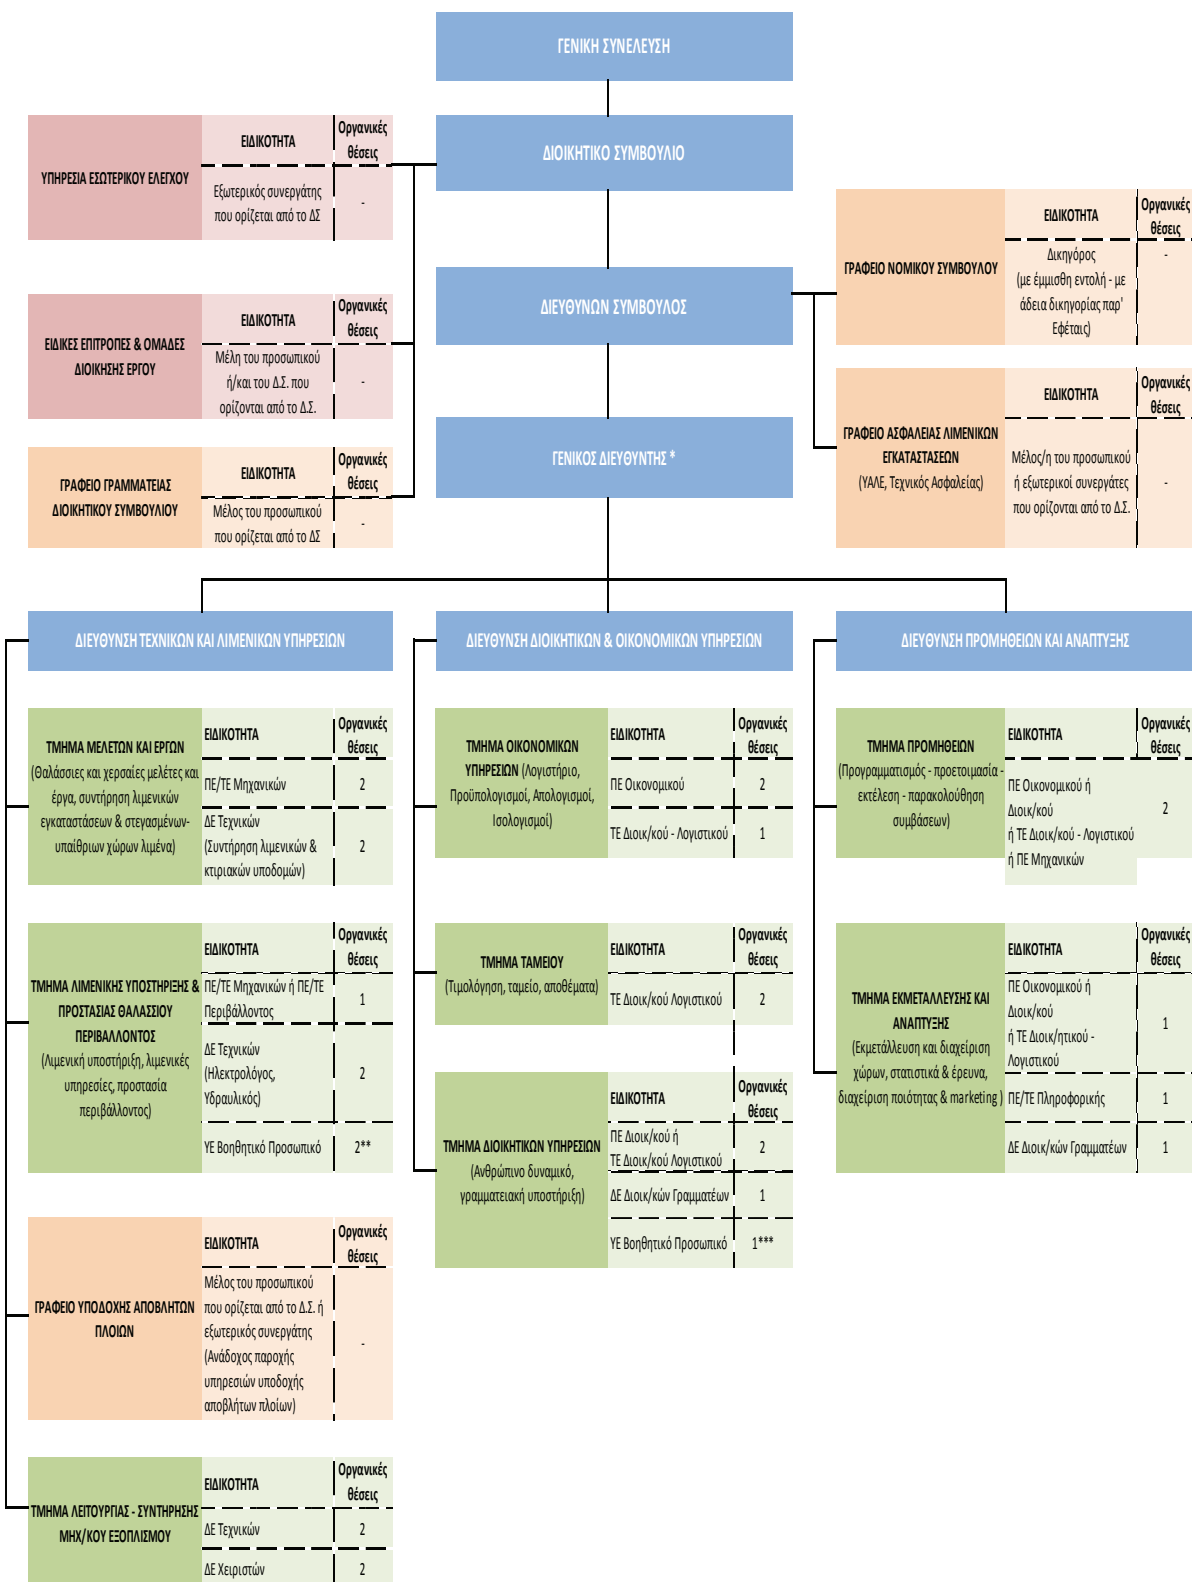 ΓΕΝΙΚΗ ΣΥΝΕΛΕΥΣΗ
ΔΙΟΙΚΗΤΙΚΟ ΣΥΜΒΟΥΛΙΟ
ΥΠΗΡΕΣΙΑ ΕΣΩΤΕΡΙΚΟΥ ΕΛΕΓΧΟΥ
ΕΙΔΙΚΟΤΗΤΑ
Οργανικές
θέσεις
Εξωτερικός συνεργάτης
που ορίζεται από το ΔΣ
-
ΔΙΕΥΘΥΝΩΝ ΣΥΜΒΟΥΛΟΣ
ΓΡΑΦΕΙΟ ΝΟΜΙΚΟΥ ΣΥΜΒΟΥΛΟΥ
ΕΙΔΙΚΟΤΗΤΑ
Οργανικές
θέσεις
Δικηγόρος
(με έμμισθη εντολή - με
άδεια δικηγορίας παρ'
Εφέταις)
-
ΕΙΔΙΚΕΣ ΕΠΙΤΡΟΠΕΣ & ΟΜΑΔΕΣ
ΔΙΟΙΚΗΣΗΣ ΕΡΓΟΥ
ΕΙΔΙΚΟΤΗΤΑ
Οργανικές
θέσεις
Μέλη του προσωπικού
ή/και του Δ.Σ. που
ορίζονται από το Δ.Σ.
-
ΓΕΝΙΚΟΣ ΔΙΕΥΘΥΝΤΗΣ *
ΓΡΑΦΕΙΟ ΑΣΦΑΛΕΙΑΣ ΛΙΜΕΝΙΚΩΝ
ΕΓΚΑΤΑΣΤΑΣΕΩΝ
(ΥΑΛΕ, Τεχνικός Ασφαλείας)
ΕΙΔΙΚΟΤΗΤΑ
Οργανικές
θέσεις
Μέλος/η του προσωπικού
ή εξωτερικοί συνεργάτες
που ορίζονται από το Δ.Σ.
-
ΓΡΑΦΕΙΟ ΓΡΑΜΜΑΤΕΙΑΣ
ΔΙΟΙΚΗΤΙΚΟΥ ΣΥΜΒΟΥΛΙΟΥ
ΕΙΔΙΚΟΤΗΤΑ
Οργανικές
θέσεις
Μέλος του προσωπικού
που ορίζεται από το ΔΣ
-
ΔΙΕΥΘΥΝΣΗ ΤΕΧΝΙΚΩΝ ΚΑΙ ΛΙΜΕΝΙΚΩΝ ΥΠΗΡΕΣΙΩΝ
ΤΜΗΜΑ ΜΕΛΕΤΩΝ ΚΑΙ ΕΡΓΩΝ
(Θαλάσσιες και χερσαίες μελέτες και
έργα, συντήρηση λιμενικών
εγκαταστάσεων & στεγασμένων-
υπαίθριων χώρων λιμένα)
ΕΙΔΙΚΟΤΗΤΑ
Οργανικές
θέσεις
ΠΕ/ΤΕ Μηχανικών
2
ΔΕ Τεχνικών
(Συντήρηση λιμενικών &
κτιριακών υποδομών)
2
ΤΜΗΜΑ ΛΙΜΕΝΙΚΗΣ ΥΠΟΣΤΗΡΙΞΗΣ &
ΠΡΟΣΤΑΣΙΑΣ ΘΑΛΑΣΣΙΟΥ
ΠΕΡΙΒΑΛΛΟΝΤΟΣ
(Λιμενική υποστήριξη, λιμενικές
υπηρεσίες, προστασία
περιβάλλοντος)
ΕΙΔΙΚΟΤΗΤΑ
Οργανικές
θέσεις
ΠΕ/ΤΕ Μηχανικών ή ΠΕ/ΤΕ
Περιβάλλοντος
1
ΔΕ Τεχνικών
(Ηλεκτρολόγος,
Υδραυλικός)
2
ΥΕ Βοηθητικό Προσωπικό
2**
ΓΡΑΦΕΙΟ ΥΠΟΔΟΧΗΣ ΑΠΟΒΛΗΤΩΝ
ΠΛΟΙΩΝ
ΕΙΔΙΚΟΤΗΤΑ
Οργανικές
θέσεις
Μέλος του προσωπικού
που ορίζεται από το Δ.Σ. ή
εξωτερικός συνεργάτης
(Ανάδοχος παροχής
υπηρεσιών υποδοχής
αποβλήτων πλοίων)
-
ΤΜΗΜΑ ΛΕΙΤΟΥΡΓΙΑΣ - ΣΥΝΤΗΡΗΣΗΣ
ΜΗΧ/ΚΟΥ ΕΞΟΠΛΙΣΜΟΥ
ΕΙΔΙΚΟΤΗΤΑ
Οργανικές
θέσεις
ΔΕ Τεχνικών
2
ΔΕ Χειριστών
2
ΔΙΕΥΘΥΝΣΗ ΔΙΟΙΚΗΤΙΚΩΝ & ΟΙΚΟΝΟΜΙΚΩΝ ΥΠΗΡΕΣΙΩΝ
ΤΜΗΜΑ ΟΙΚΟΝΟΜΙΚΩΝ
ΥΠΗΡΕΣΙΩΝ (Λογιστήριο,
Προϋπολογισμοί, Απολογισμοί,
Ισολογισμοί)
ΕΙΔΙΚΟΤΗΤΑ
Οργανικές
θέσεις
ΠΕ Οικονομικού
2
ΤΕ Διοικ/κού - Λογιστικού
1
ΤΜΗΜΑ ΤΑΜΕΙΟΥ
(Τιμολόγηση, ταμείο, αποθέματα)
ΕΙΔΙΚΟΤΗΤΑ
Οργανικές
θέσεις
ΤΕ Διοικ/κού Λογιστικού
2
ΤΜΗΜΑ ΔΙΟΙΚΗΤΙΚΩΝ ΥΠΗΡΕΣΙΩΝ
(Ανθρώπινο δυναμικό,
γραμματειακή υποστήριξη)
ΕΙΔΙΚΟΤΗΤΑ
Οργανικές
θέσεις
ΠΕ Διοικ/κού ή
ΤΕ Διοικ/κού Λογιστικού
2
ΔΕ Διοικ/κών Γραμματέων
1
ΥΕ Βοηθητικό Προσωπικό
1***
ΔΙΕΥΘΥΝΣΗ ΠΡΟΜΗΘΕΙΩΝ ΚΑΙ ΑΝΑΠΤΥΞΗΣ
ΤΜΗΜΑ ΠΡΟΜΗΘΕΙΩΝ
(Προγραμματισμός - προετοιμασία -
εκτέλεση - παρακολούθηση
συμβάσεων)
ΕΙΔΙΚΟΤΗΤΑ
Οργανικές
θέσεις
ΠΕ Οικονομικού ή
Διοικ/κού
ή ΤΕ Διοικ/κού - Λογιστικού
ή ΠΕ Μηχανικών
2
ΤΜΗΜΑ ΕΚΜΕΤΑΛΛΕΥΣΗΣ ΚΑΙ
ΑΝΑΠΤΥΞΗΣ
(Εκμετάλλευση και διαχείριση
χώρων, στατιστικά & έρευνα,
διαχείριση ποιότητας & marketing )
ΕΙΔΙΚΟΤΗΤΑ
Οργανικές
θέσεις
ΠΕ Οικονομικού ή
Διοικ/κού
ή ΤΕ Διοικ/ητικού -
Λογιστικού
1
ΠΕ/ΤΕ Πληροφορικής
1
ΔΕ Διοικ/κών Γραμματέων
1